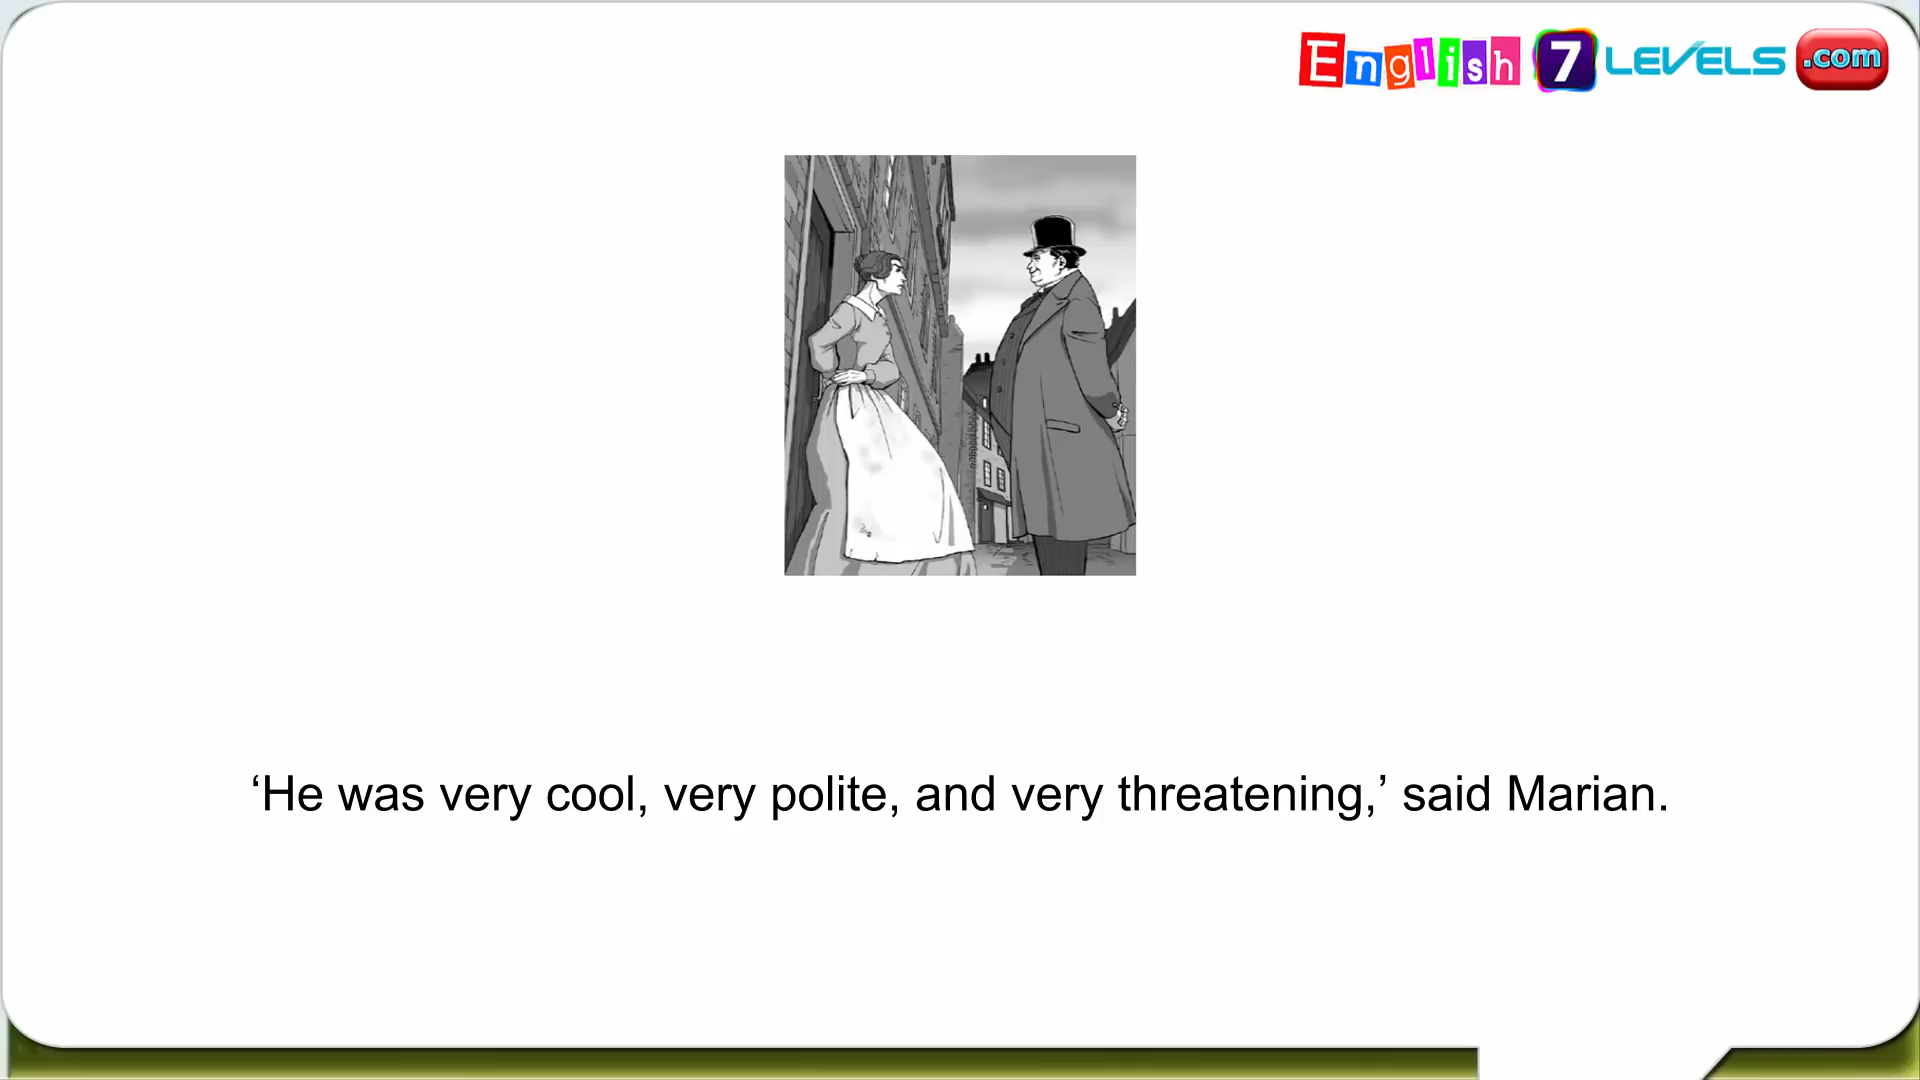 English 7 LEVELS .com
‘He was very cool, very polite, and very threatening,’ said Marian.